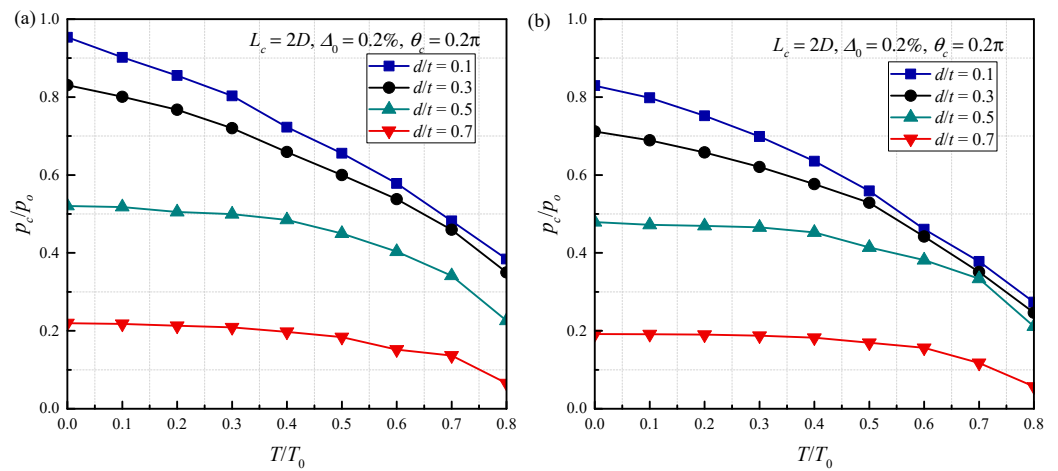 (a)
L_c = 2D, Δ_0 = 0.2%, θ_c = 0.2π
d/t = 0.1
d/t = 0.3
d/t = 0.5
d/t = 0.7
1.0
0.8
0.6
0.4
0.2
0.0
p_c/p_o
0.0 0.1 0.2 0.3 0.4 0.5 0.6 0.7 0.8
T/T_0
(b)
L_c = 2D, Δ_0 = 0.2%, θ_c = 0.2π
d/t = 0.1
d/t = 0.3
d/t = 0.5
d/t = 0.7
1.0
0.8
0.6
0.4
0.2
0.0
p_c/p_o
0.0 0.1 0.2 0.3 0.4 0.5 0.6 0.7 0.8
T/T_0